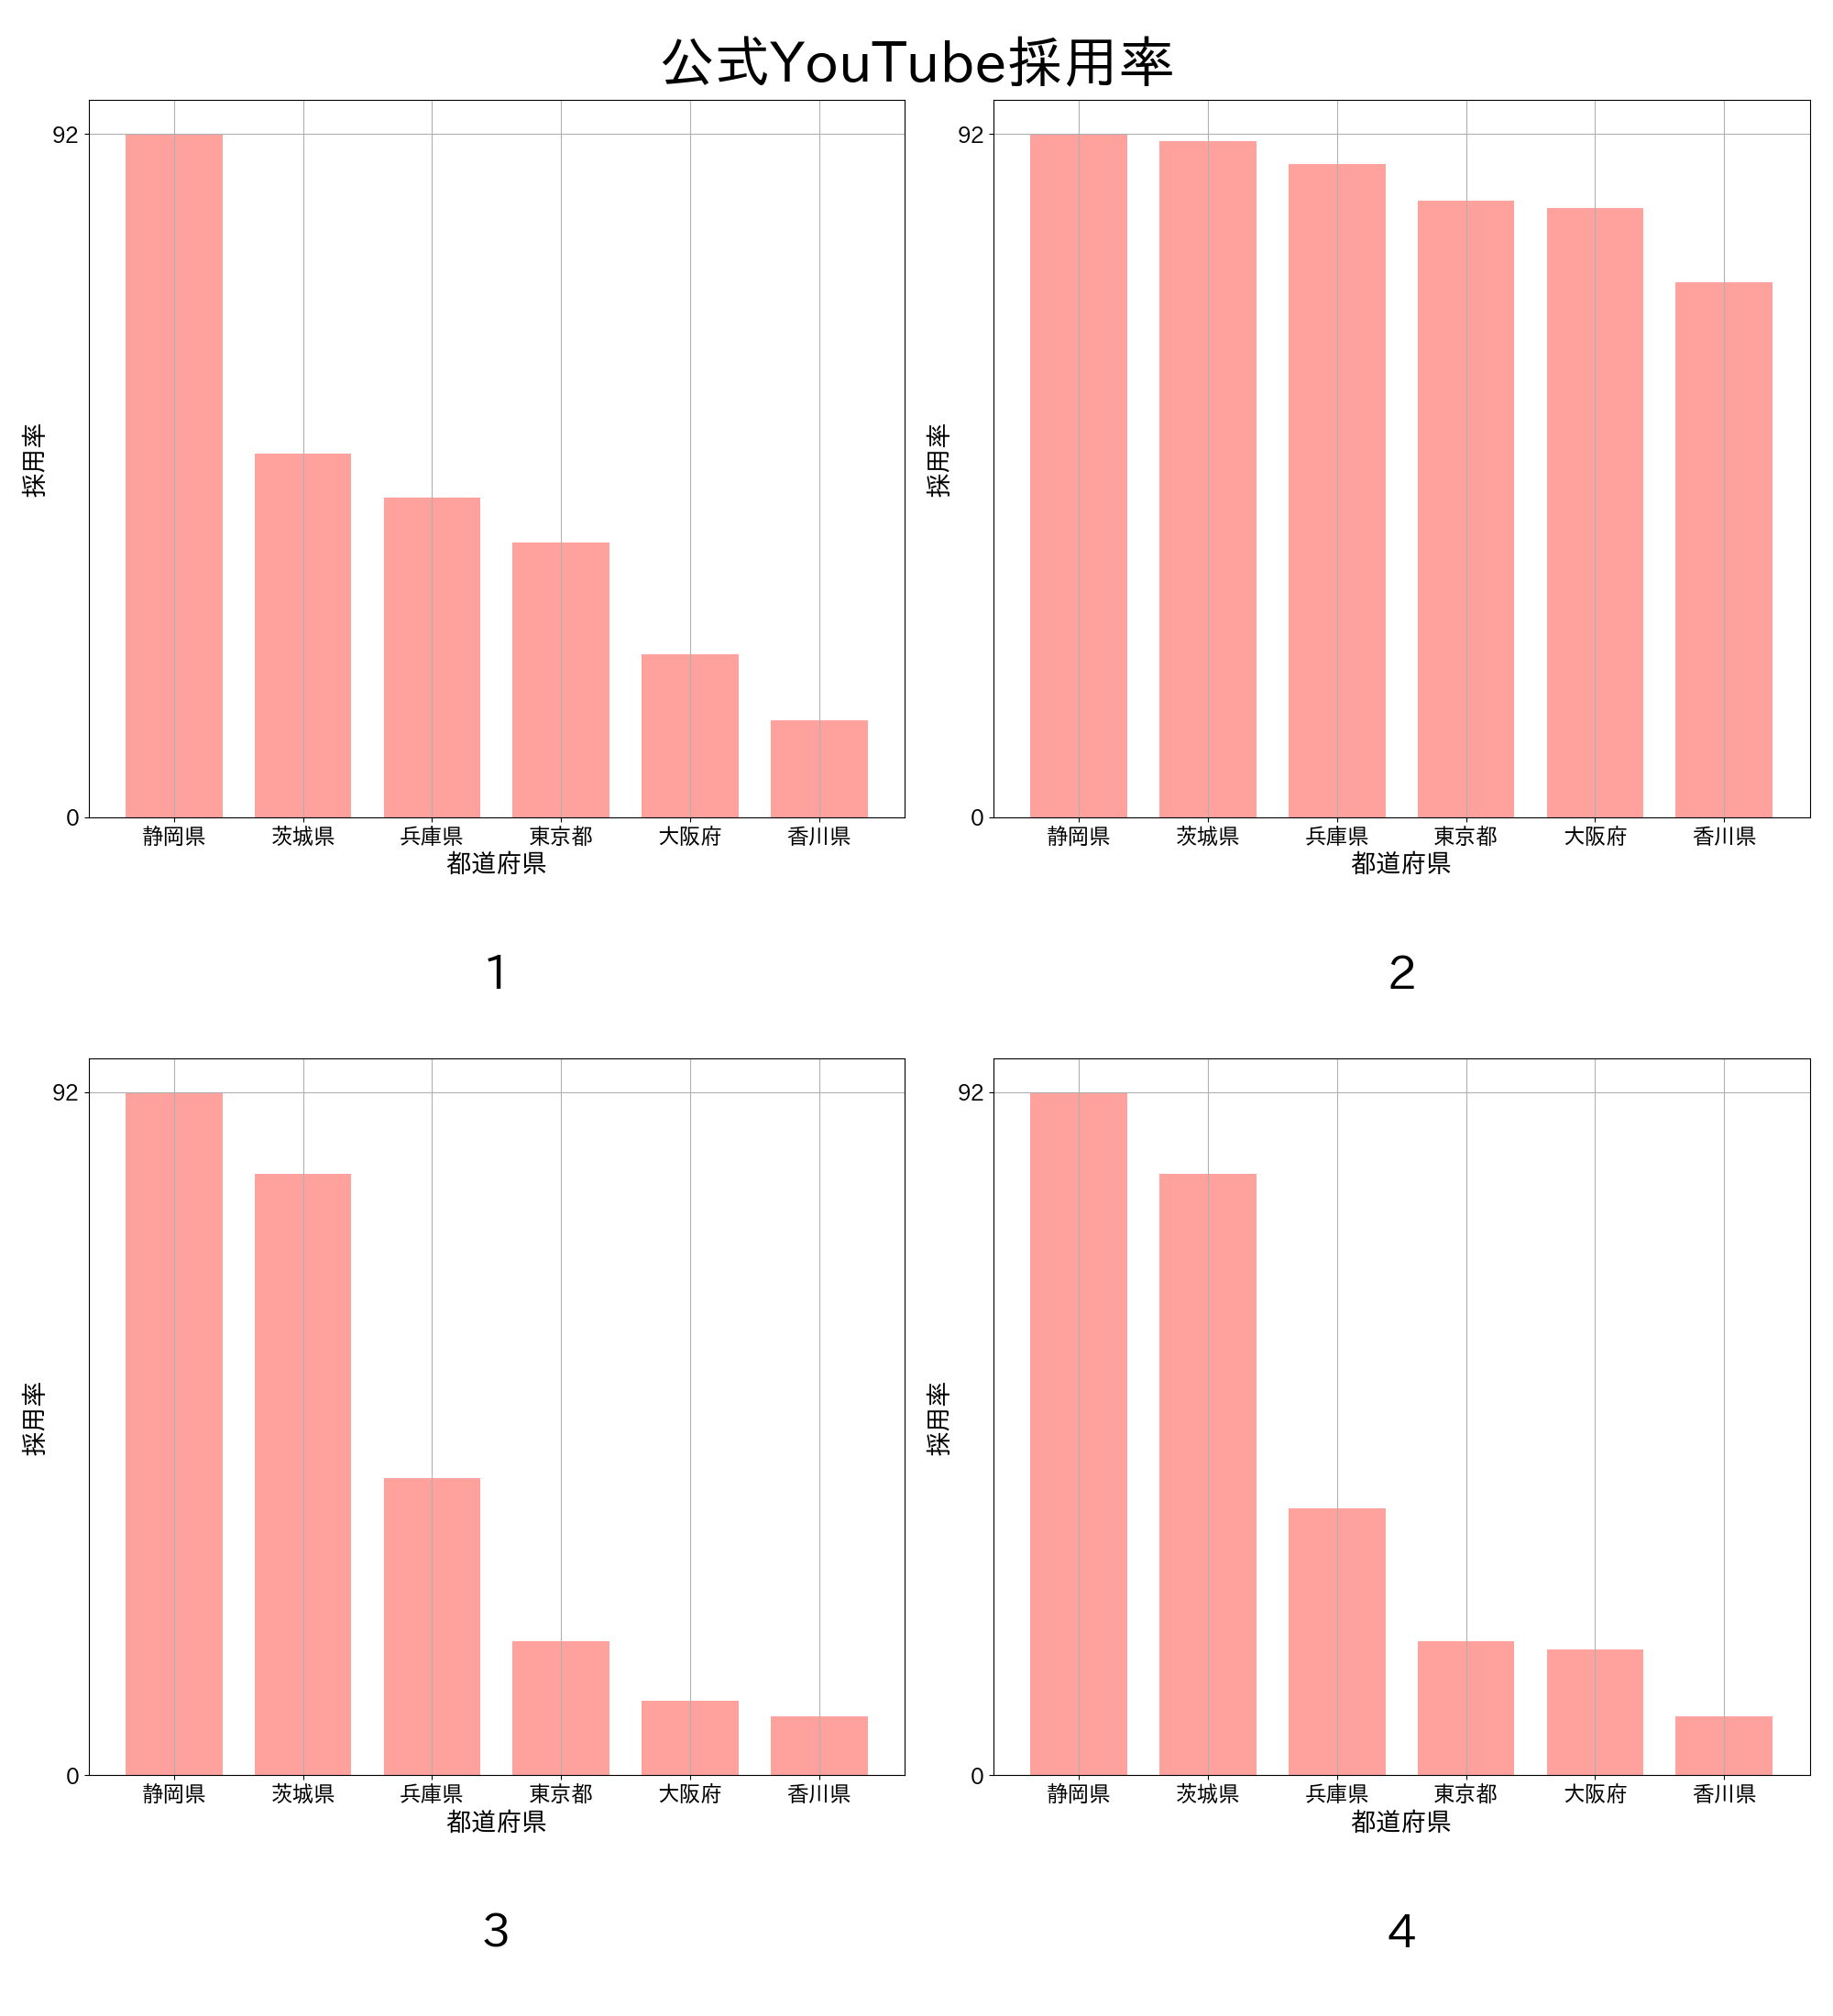 公式YouTube採用率
92
0
採用率
静岡県 茨城県 兵庫県 東京都 大阪府 香川県
都道府県
1
92
0
採用率
静岡県 茨城県 兵庫県 東京都 大阪府 香川県
都道府県
2
92
0
採用率
静岡県 茨城県 兵庫県 東京都 大阪府 香川県
都道府県
3
92
0
採用率
静岡県 茨城県 兵庫県 東京都 大阪府 香川県
都道府県
4